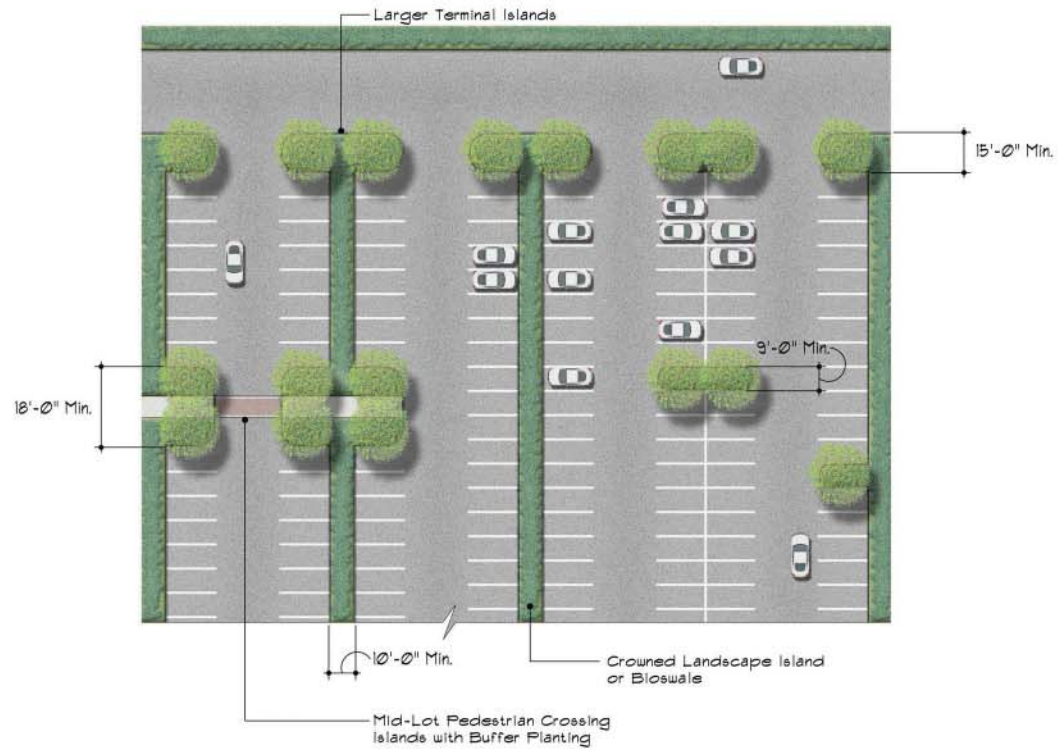 Larger Terminal Islands
15'-0" Min.
9'-0" Min.
18'-0" Min.
10'-0" Min.
Crowned Landscape Island
or Bioswale
Mid-Lot Pedestrian Crossing
Islands with Buffer Planting